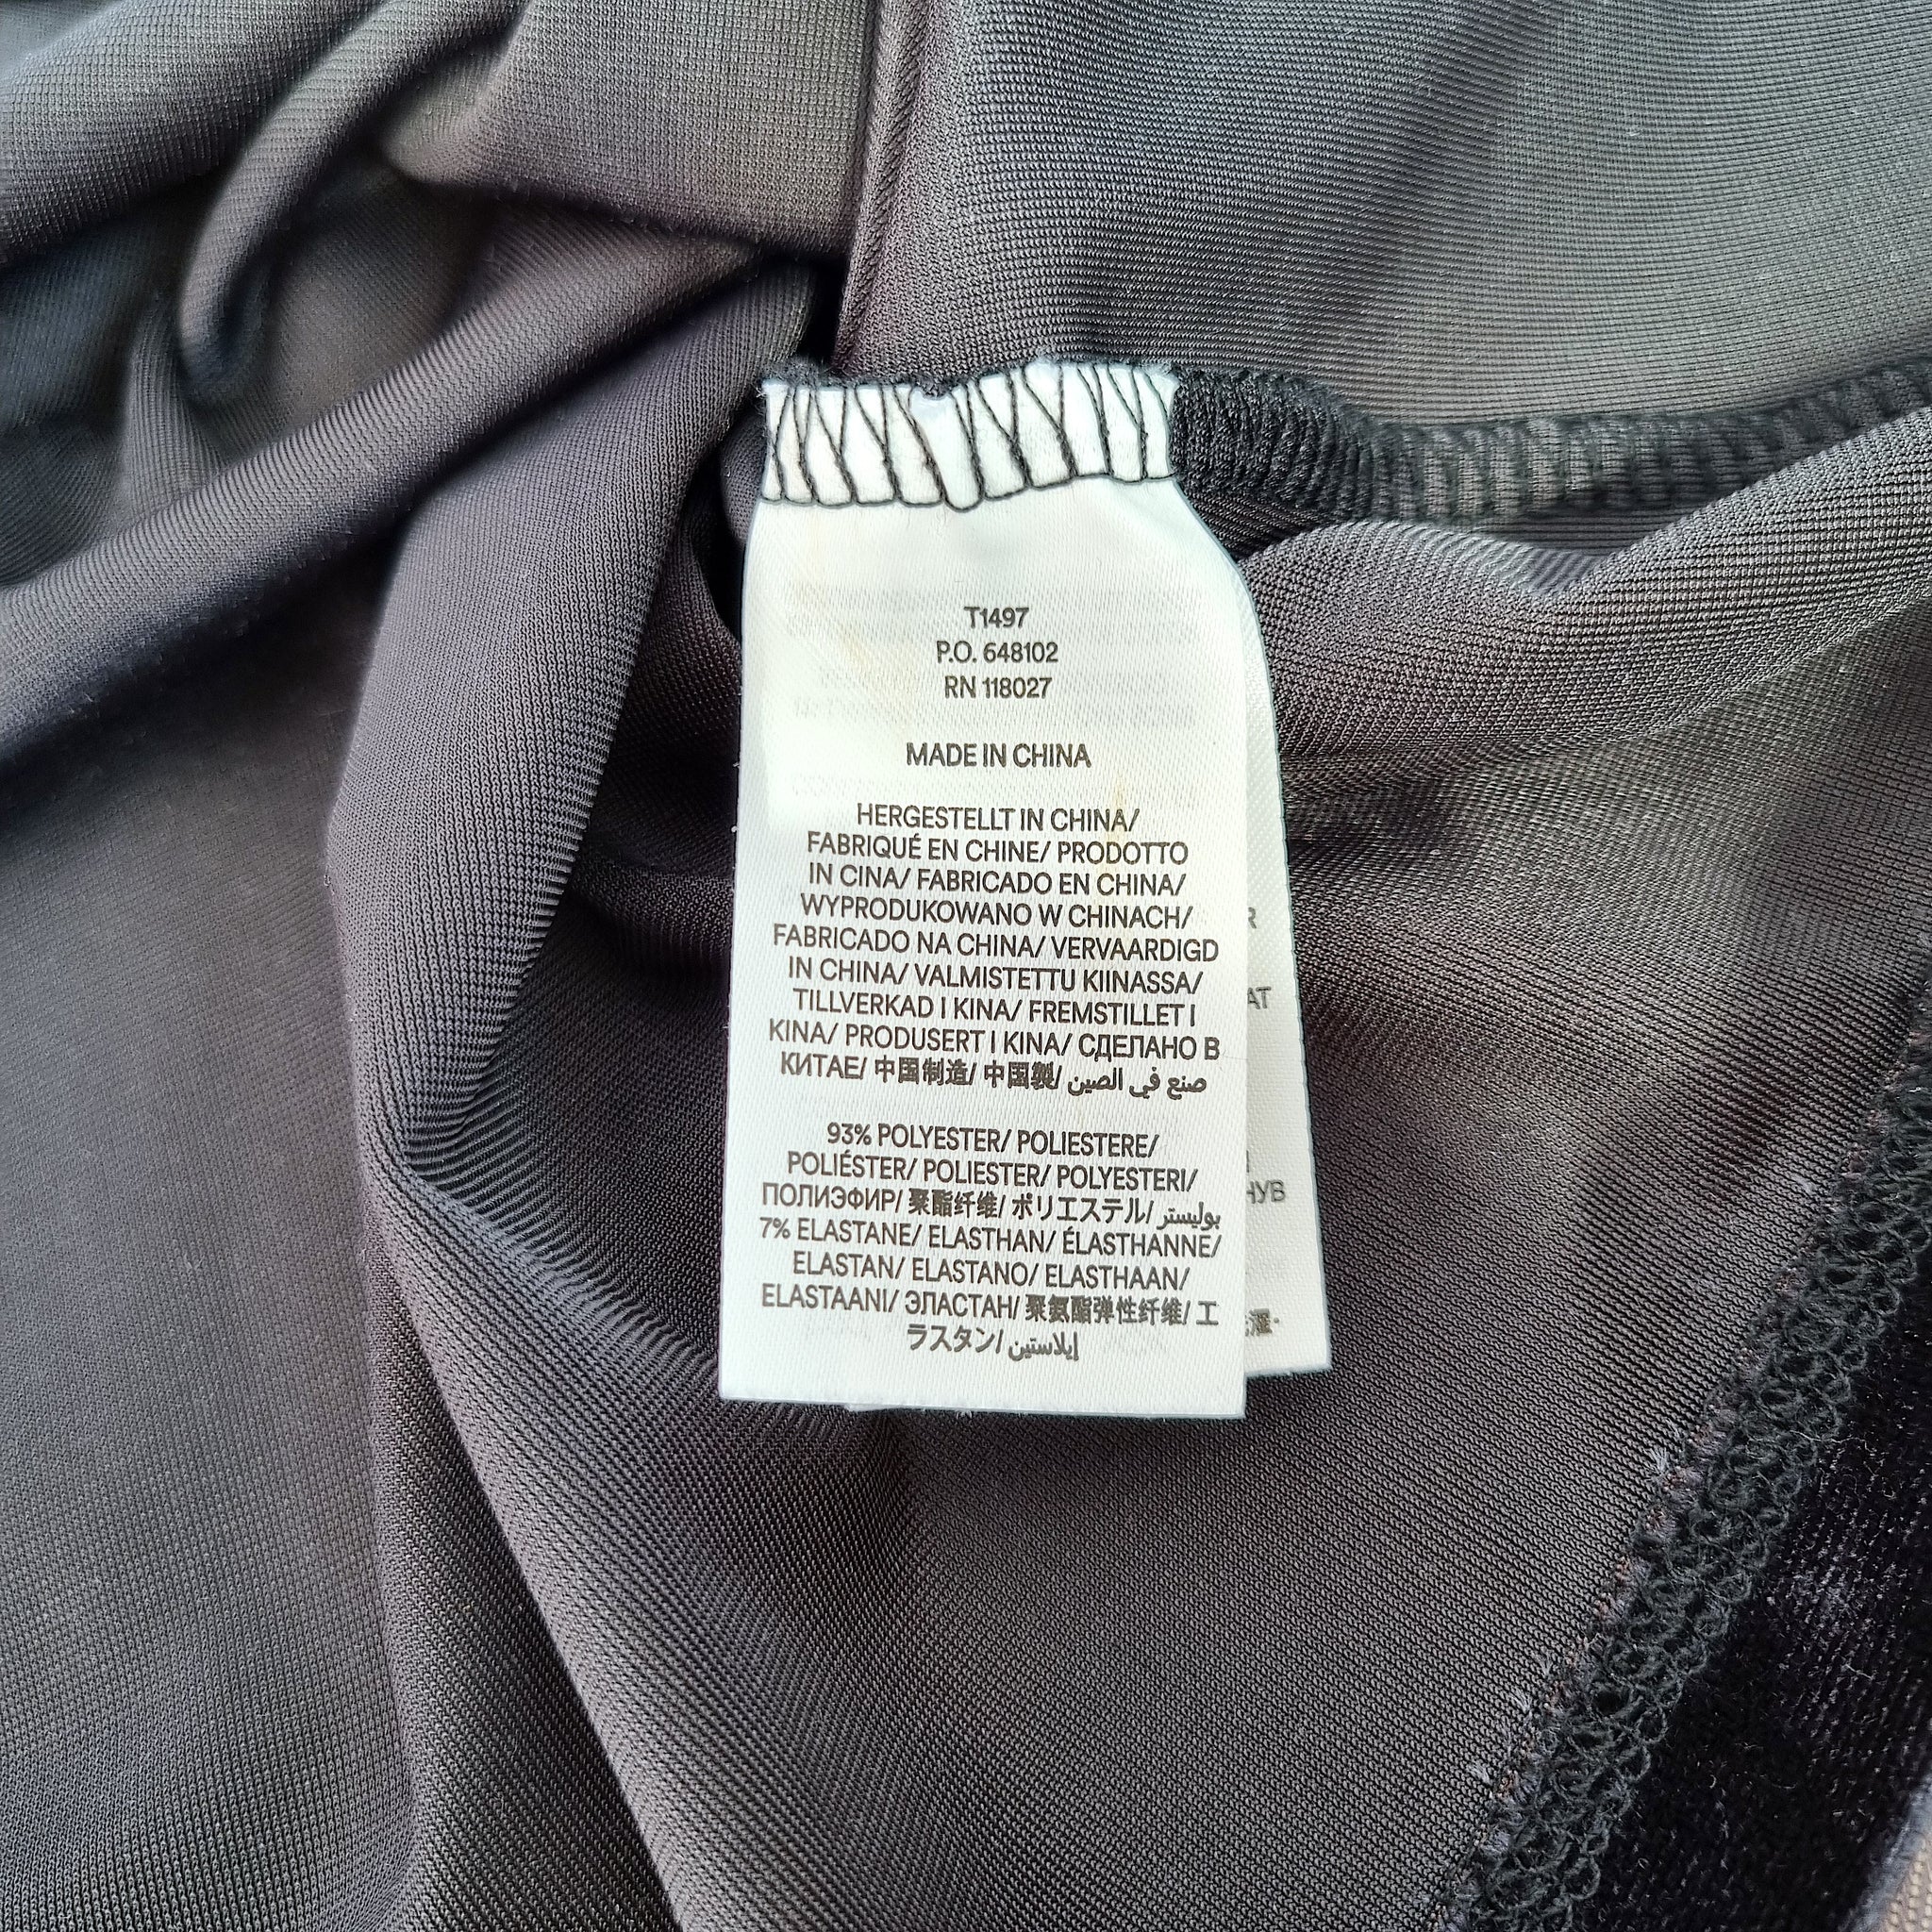 T1497
P.O. 648102
RN 118027
MADE IN CHINA
HERGESTELLT IN CHINA/
FABRIQUÉ EN CHINE/ PRODOTTO
IN CINA/ FABRICADO EN CHINA/
WYPRODUKOWANO W CHINACH/
FABRICADO NA CHINA/ VERVAARDIGD
IN CHINA/ VALMISTETTU KIINASSA/
TILLVERKAD I KINA/ FREMSTILLET I
KINA/ PRODUSERT I KINA/ СДЕЛАНО В
КИТАЕ/ 中国制造/ 中国製/ صنع في الصين
93% POLYESTER/ POLIESTERE/
POLIÉSTER/ POLIESTER/ POLYESTERI/
ПОЛИЭФИР/ 聚酯纤维/ ポリエステル/ بوليستر
7% ELASTANE/ ELASTHAN/ ÉLASTHANNE/
ELASTAN/ ELASTANO/ ELASTHAAN/
ELASTAANI/ ЭЛАСТАН/ 聚氨酯弹性纤维/ エ
ラスタン/ إيلاستين